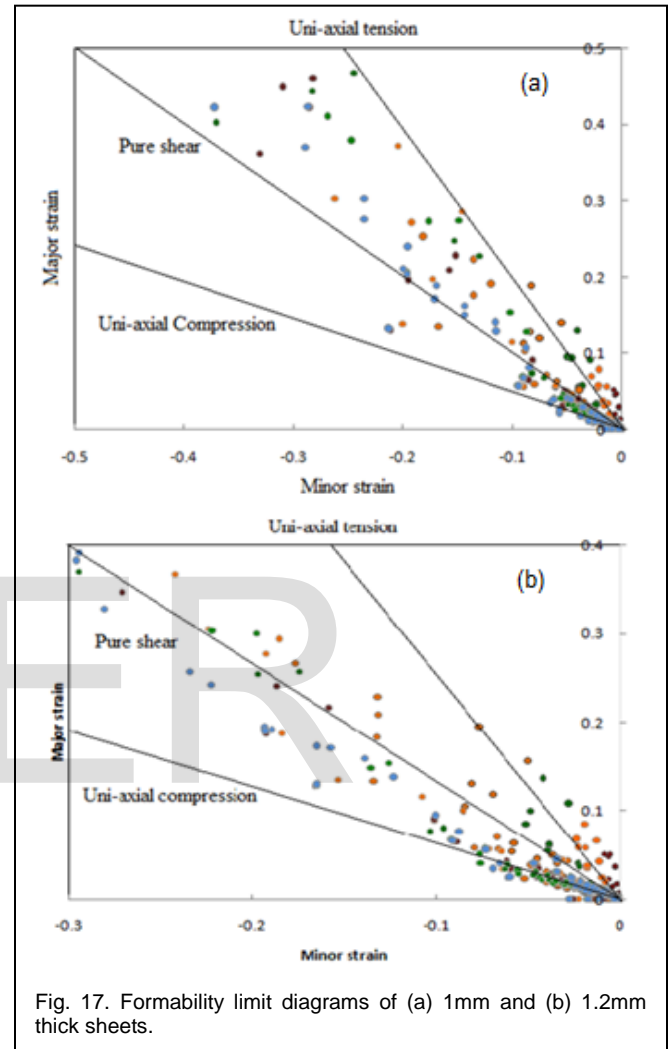 Uni-axial tension
0.5
(a)
0.4
Pure shear
0.3
Major strain
0.2
Uni-axial Compression
0.1
0
-0.5 -0.4 -0.3 -0.2 -0.1 0
Minor strain
Uni-axial tension
0.4
(b)
0.3
Pure shear
Major strain
0.2
Uni-axial compression
0.1
0
-0.3 -0.2 -0.1 0
Minor strain
ER
Fig. 17. Formability limit diagrams of (a) 1mm and (b) 1.2mm
thick sheets.